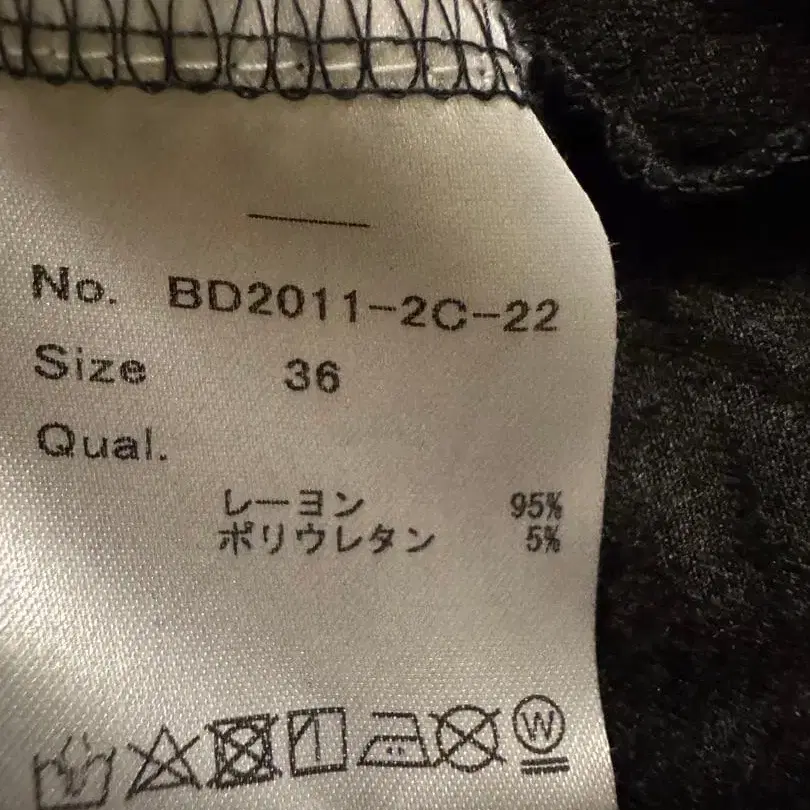 No. BD2011-2C-22
Size 36
Qual.
レーヨン 95%
ポリウレタン 5%
W